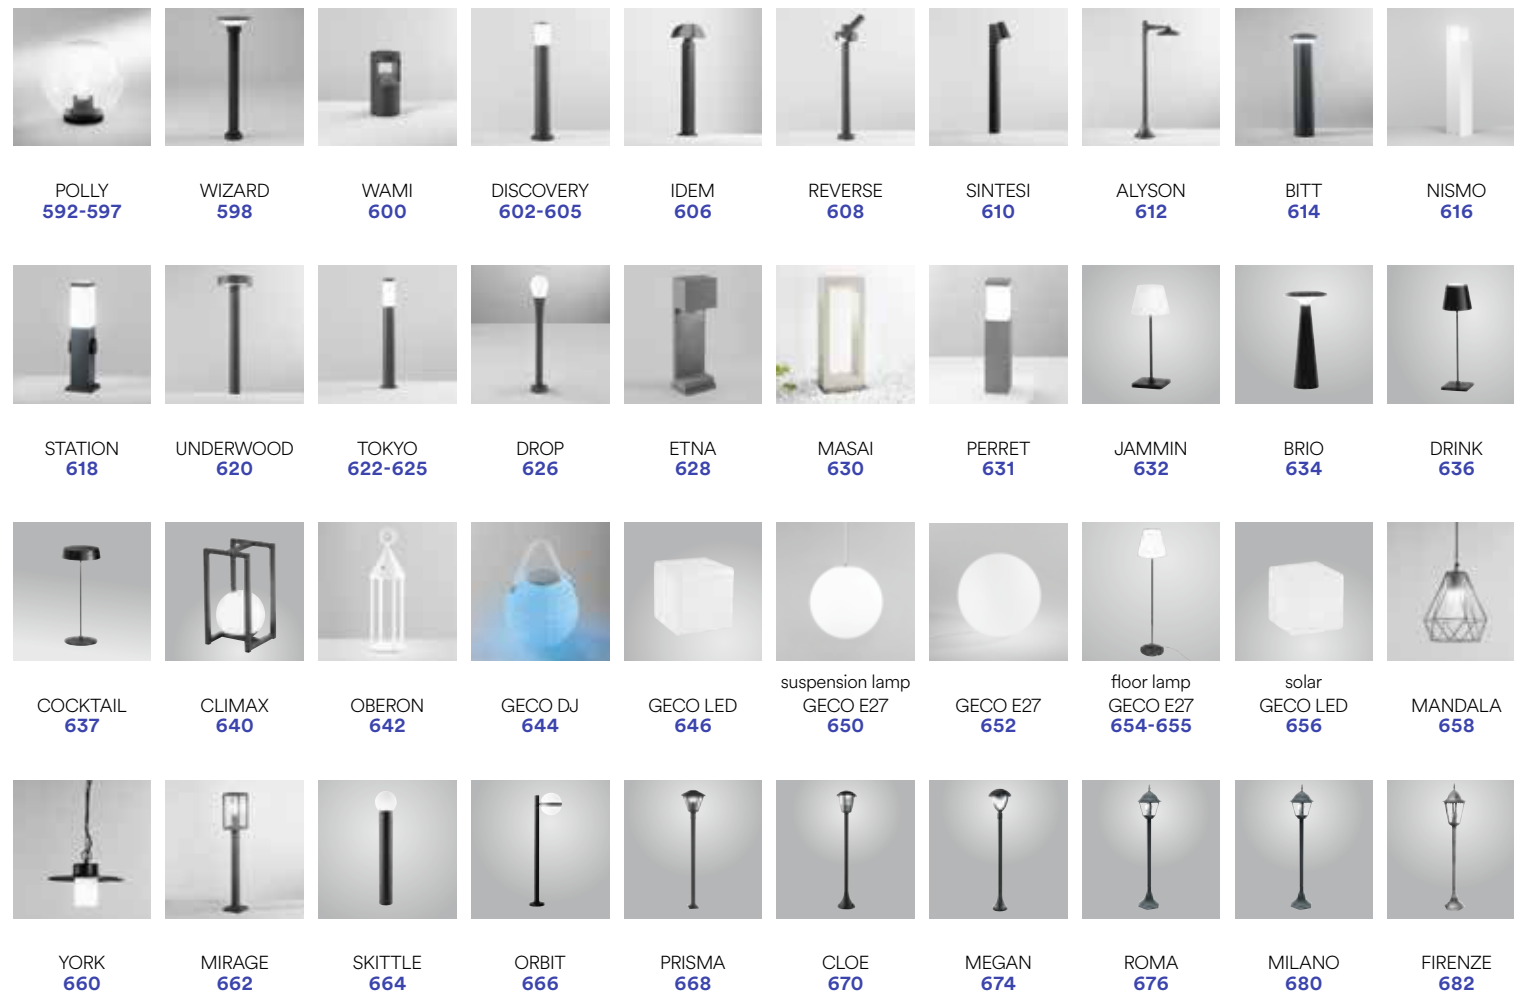 POLLY
592-597
WIZARD
598
WAMI
600
DISCOVERY
602-605
IDEM
606
REVERSE
608
SINTESI
610
ALYSON
612
BITT
614
NISMO
616
STATION
618
UNDERWOOD
620
TOKYO
622-625
DROP
626
ETNA
628
MASAI
630
PERRET
631
JAMMIN
632
BRIO
634
DRINK
636
COCKTAIL
637
CLIMAX
640
OBERON
642
GECO DJ
644
GECO LED
646
suspension lamp
GECO E27
650
GECO E27
652
floor lamp
GECO E27
654-655
solar
GECO LED
656
MANDALA
658
YORK
660
MIRAGE
662
SKITTLE
664
ORBIT
666
PRISMA
668
CLOE
670
MEGAN
674
ROMA
676
MILANO
680
FIRENZE
682